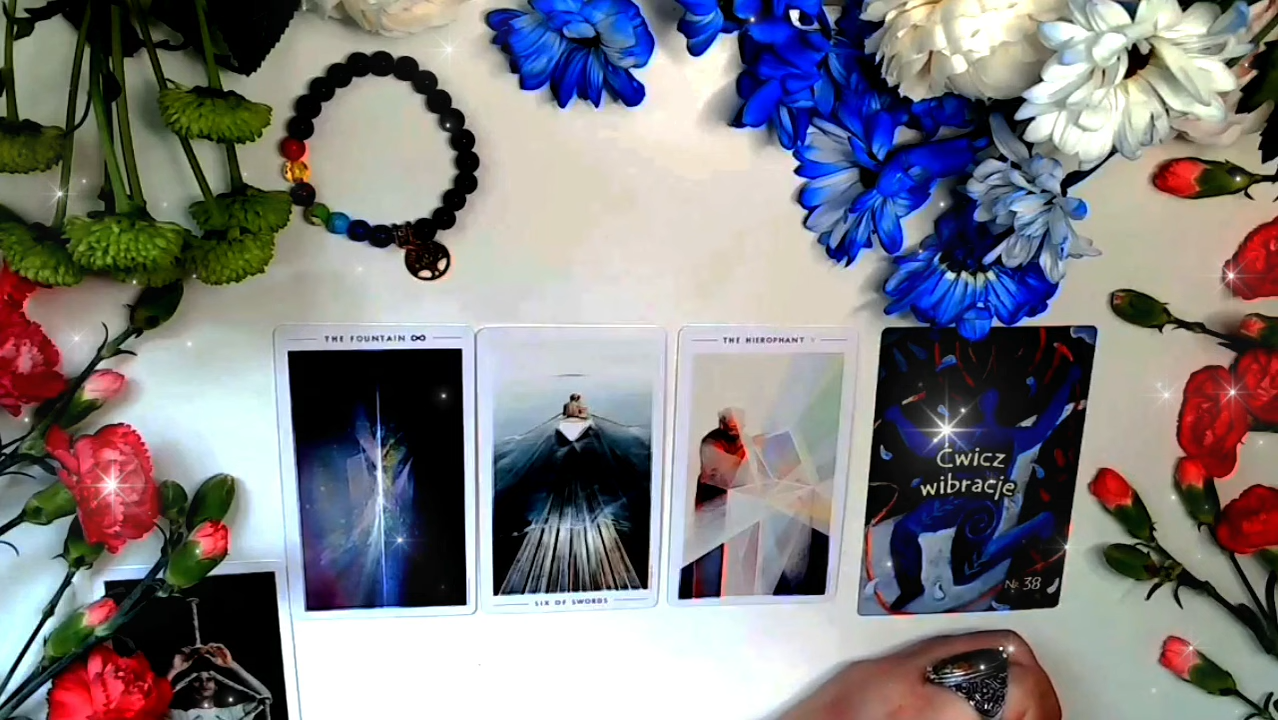 THE FOUNTAIN ∞
SIX OF SWORDS
THE HIEROPHANT V
Ćwicz
wibracje
№ 38